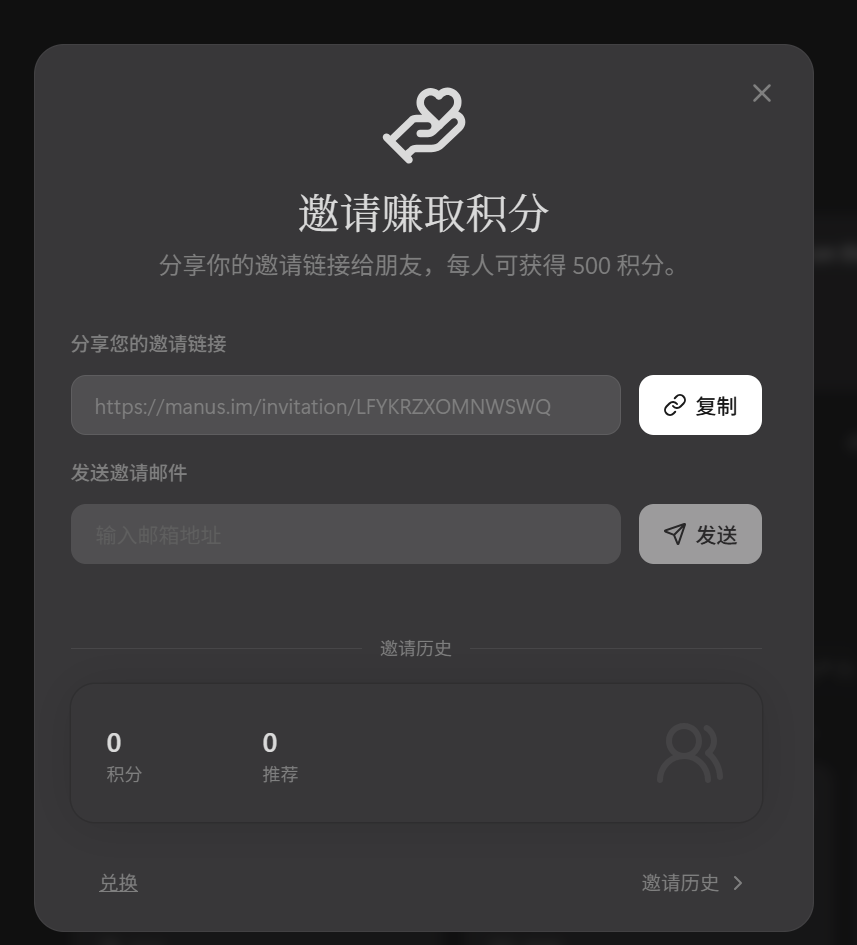 邀请赚取积分
分享你的邀请链接给朋友，每人可获得 500 积分。
分享您的邀请链接
https://manus.im/invitation/LFYKRZXOMNWSWQ
复制
发送邀请邮件
输入邮箱地址
发送
邀请历史
0
0
积分
推荐
兑换
邀请历史